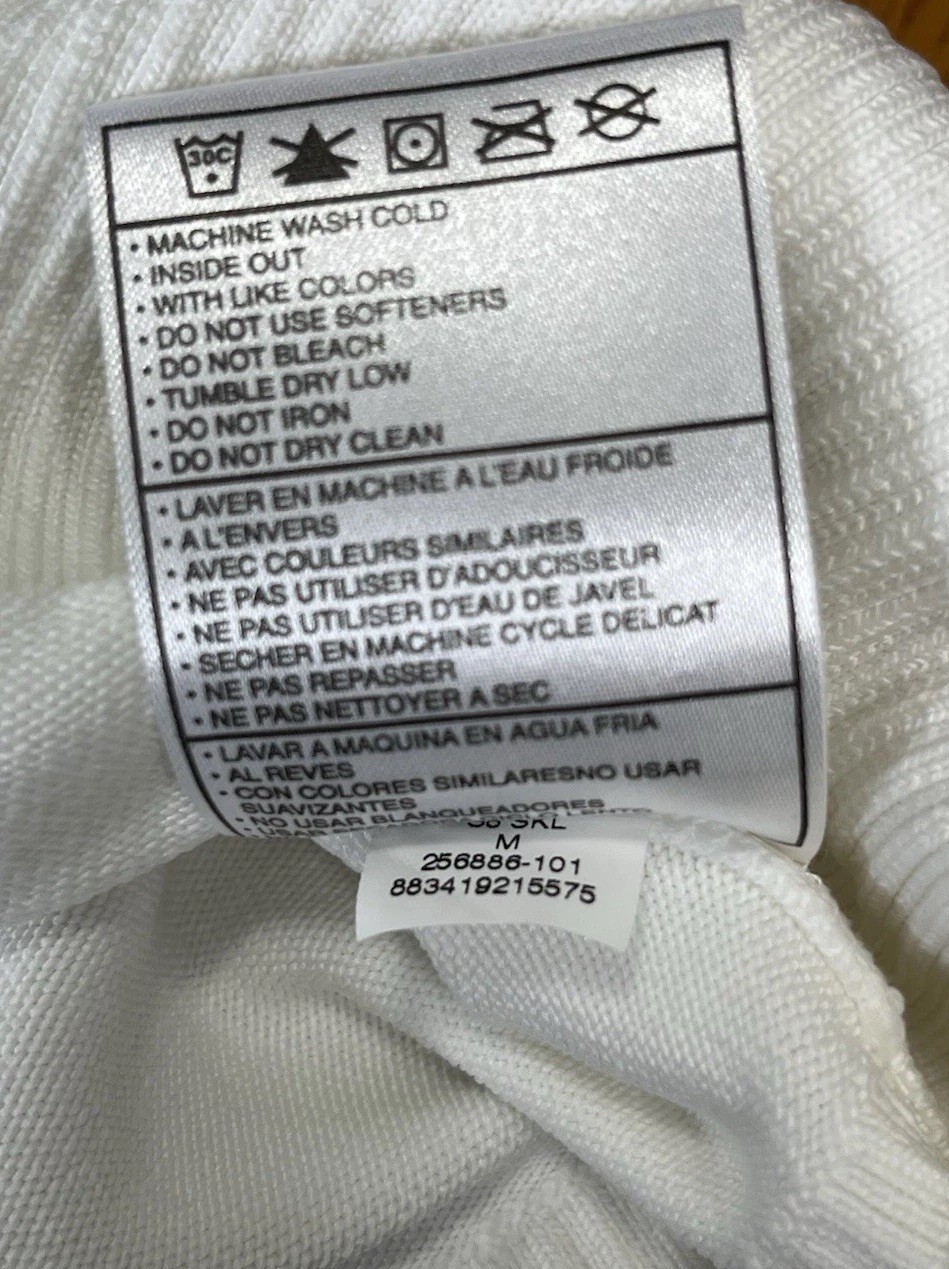 30C
• MACHINE WASH COLD
• INSIDE OUT
• WITH LIKE COLORS
• DO NOT USE SOFTENERS
• DO NOT BLEACH
• TUMBLE DRY LOW
• DO NOT IRON
• DO NOT DRY CLEAN
• LAVER EN MACHINE A L'EAU FROIDE
• A L'ENVERS
• AVEC COULEURS SIMILAIRES
• NE PAS UTILISER D'ADOUCISSEUR
• NE PAS UTILISER D'EAU DE JAVEL
• SECHER EN MACHINE CYCLE DELICAT
• NE PAS REPASSER
• NE PAS NETTOYER A SEC
• LAVAR A MAQUINA EN AGUA FRIA
• AL REVES
• CON COLORES SIMILARESNO USAR
SUAVIZANTES
• NO USAR BLANQUEADORES
• USAR
M
256886-101
883419215575